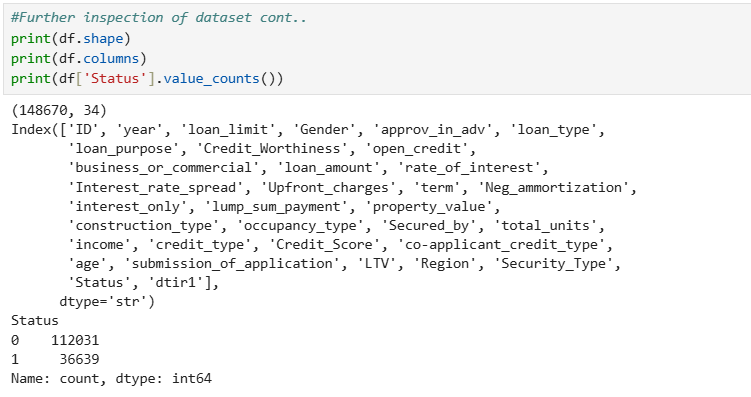 #Further inspection of dataset cont..
print(df.shape)
print(df.columns)
print(df['Status'].value_counts())
(148670, 34)
Index(['ID', 'year', 'loan_limit', 'Gender', 'approv_in_adv', 'loan_type',
'loan_purpose', 'Credit_Worthiness', 'open_credit',
'business_or_commercial', 'loan_amount', 'rate_of_interest',
'Interest_rate_spread', 'Upfront_charges', 'term', 'Neg_ammortization',
'interest_only', 'lump_sum_payment', 'property_value',
'construction_type', 'occupancy_type', 'Secured_by', 'total_units',
'income', 'credit_type', 'Credit_Score', 'co-applicant_credit_type',
'age', 'submission_of_application', 'LTV', 'Region', 'Security_Type',
'Status', 'dtir1'],
dtype='str')
Status
0 112031
1 36639
Name: count, dtype: int64